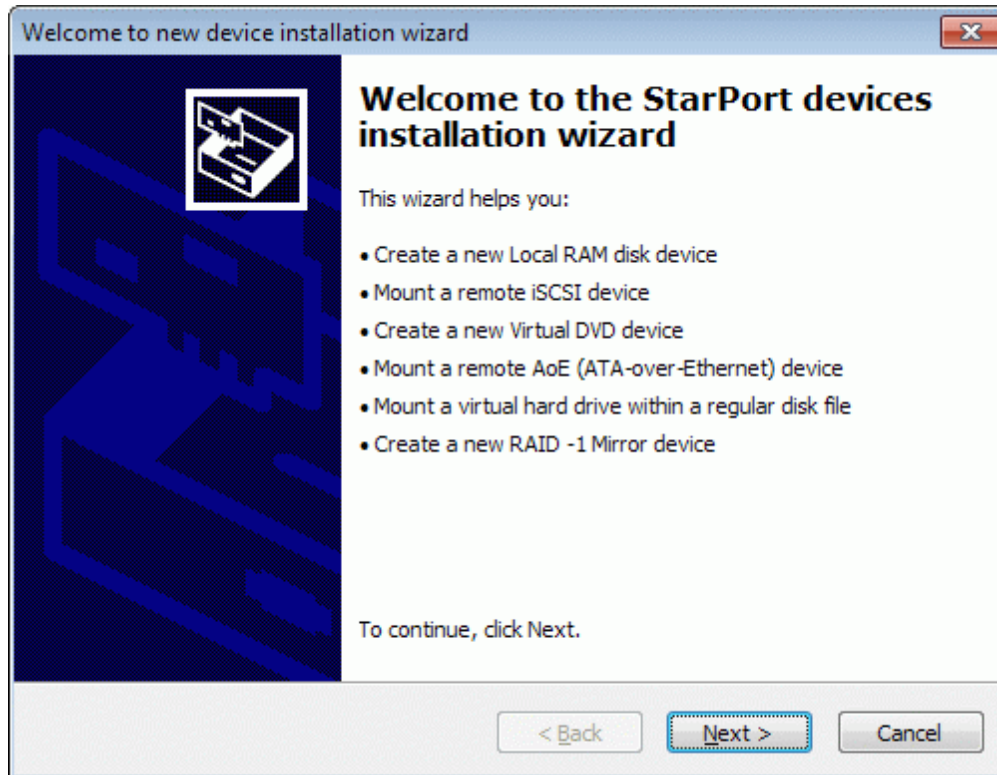 Welcome to new device installation wizard
Welcome to the StarPort devices
installation wizard
This wizard helps you:
• Create a new Local RAM disk device
• Mount a remote iSCSI device
• Create a new Virtual DVD device
• Mount a remote AoE (ATA-over-Ethernet) device
• Mount a virtual hard drive within a regular disk file
• Create a new RAID -1 Mirror device
To continue, click Next.
< Back Next > Cancel